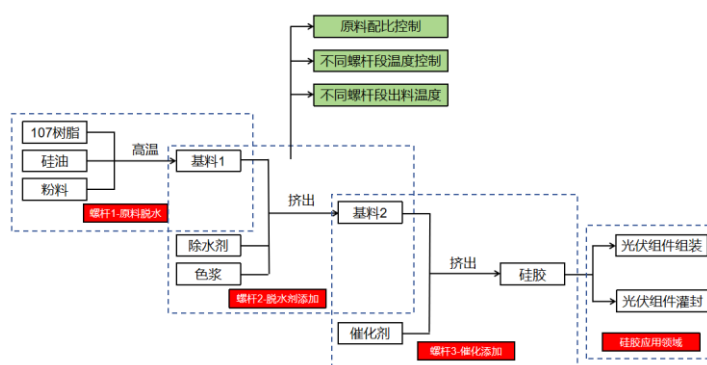 原料配比控制
不同螺杆段温度控制
不同螺杆段出料温度
107树脂
硅油
粉料
高温
基料1
螺杆1-原料脱水
挤出
基料2
除水剂
色浆
螺杆2-脱水剂添加
挤出
硅胶
催化剂
螺杆3-催化添加
光伏组件组装
光伏组件灌封
硅胶应用领域